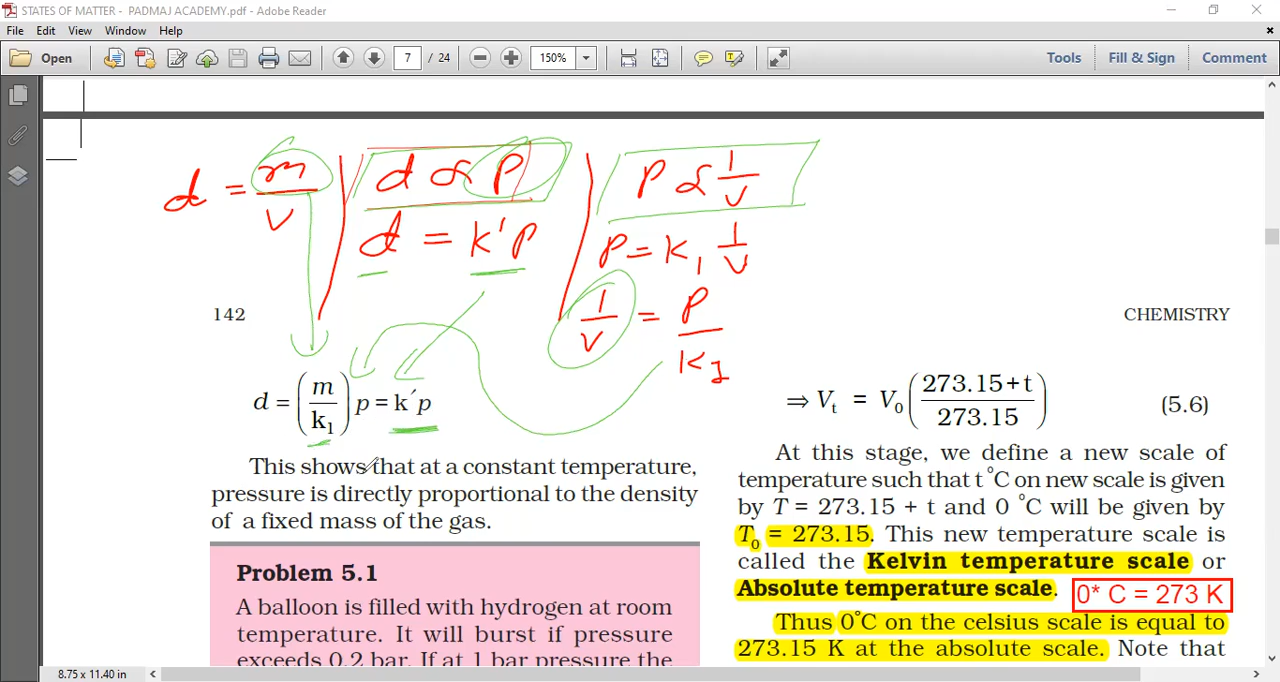 STATES OF MATTER - PADMAJ ACADEMY.pdf - Adobe Reader
File Edit View Window Help
Open 7 / 24 150% Tools Fill & Sign Comment
d = m/v
d ∝ P
d = k'P
P ∝ 1/v
P = K₁ 1/v
1/v = P/K₁
142
CHEMISTRY
d = (m/k₁) p = k′p
This shows that at a constant temperature,
pressure is directly proportional to the density
of a fixed mass of the gas.
Problem 5.1
A balloon is filled with hydrogen at room
temperature. It will burst if pressure
exceeds 0.2 bar. If at 1 bar pressure the
⇒ Vₜ = V₀ (273.15+t / 273.15) (5.6)
At this stage, we define a new scale of
temperature such that t °C on new scale is given
by T = 273.15 + t and 0 °C will be given by
T₀ = 273.15. This new temperature scale is
called the Kelvin temperature scale or
Absolute temperature scale.
0* C = 273 K
Thus 0°C on the celsius scale is equal to
273.15 K at the absolute scale. Note that
8.75 x 11.40 in